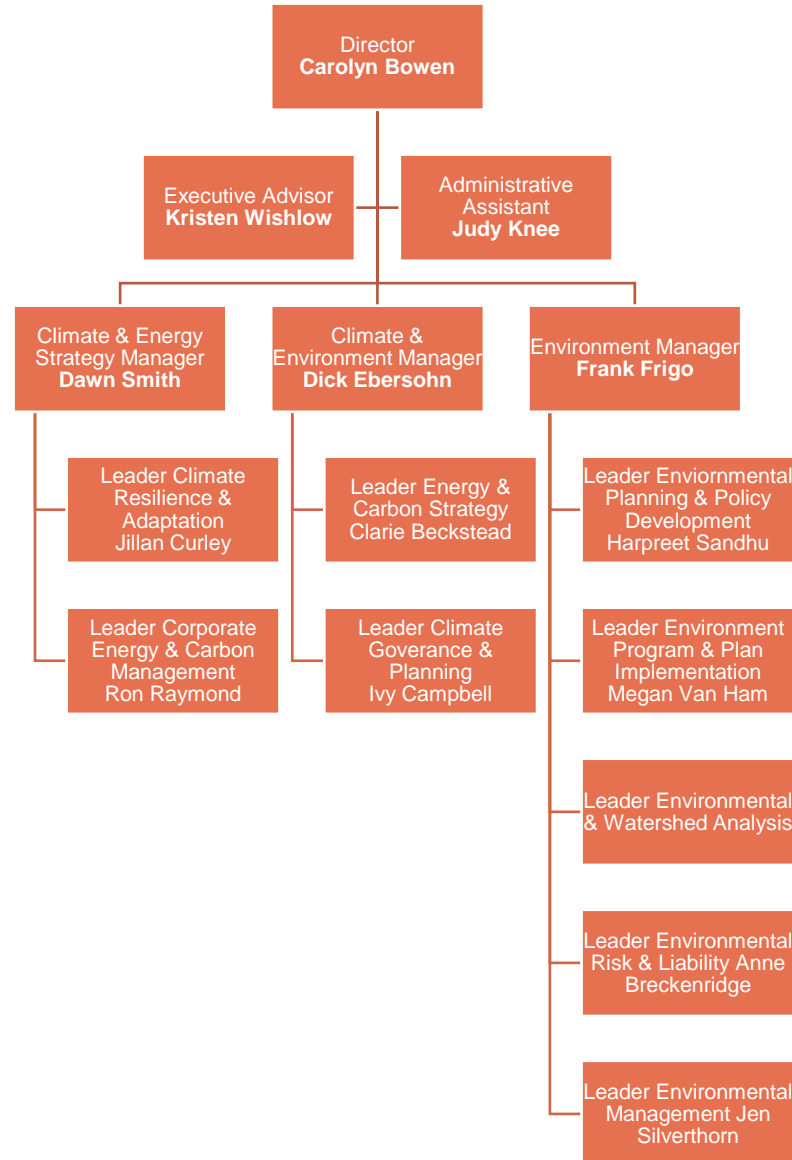 Director
Carolyn Bowen
Executive Advisor
Kristen Wishlow
Administrative
Assistant
Judy Knee
Climate & Energy
Strategy Manager
Dawn Smith
Climate &
Environment Manager
Dick Ebersohn
Environment Manager
Frank Frigo
Leader Climate
Resilience &
Adaptation
Jillan Curley
Leader Corporate
Energy & Carbon
Management
Ron Raymond
Leader Energy &
Carbon Strategy
Clarie Beckstead
Leader Climate
Goverance &
Planning
Ivy Campbell
Leader Enviornmental
Planning & Policy
Development
Harpreet Sandhu
Leader Environment
Program & Plan
Implementation
Megan Van Ham
Leader Environmental
& Watershed Analysis
Leader Environmental
Risk & Liability Anne
Breckenridge
Leader Environmental
Management Jen
Silverthorn